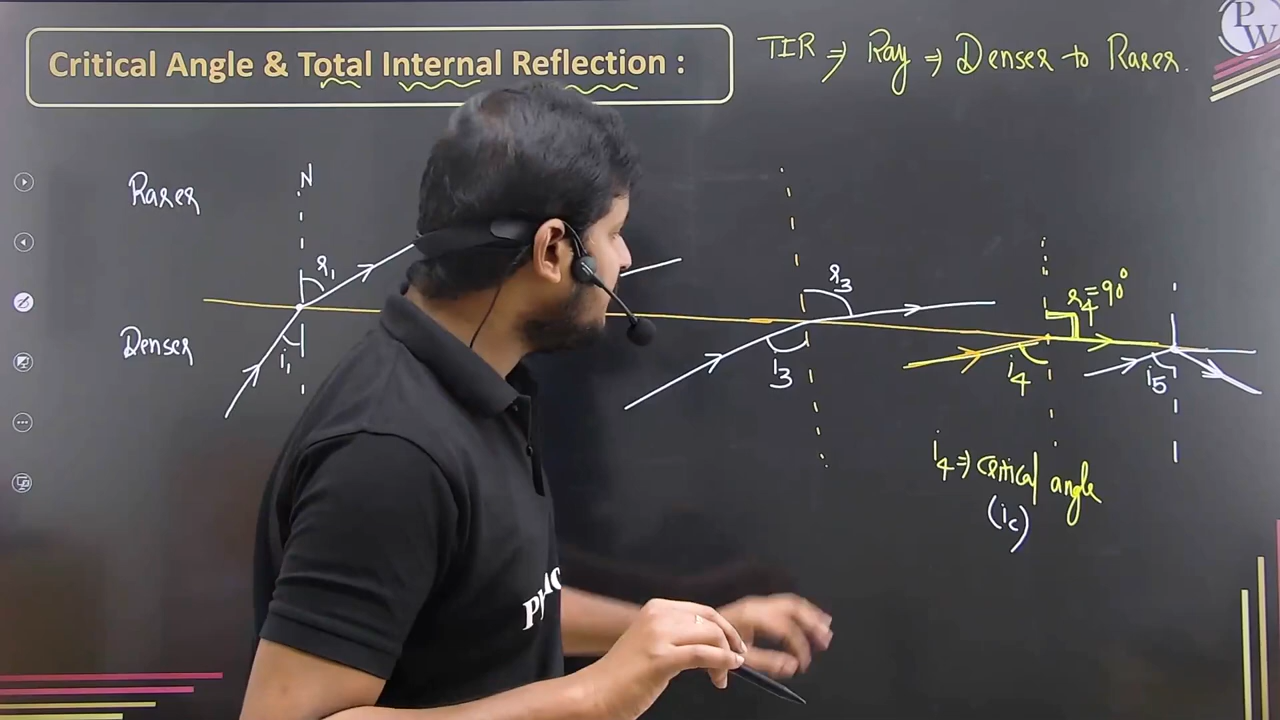 Critical Angle & Total Internal Reflection :
TIR ⇒ Ray ⇒ Denser to Rarer.
PW
N
Rarer
r₁
r₃
r₄=90°
Denser
i₁
i₃
i₄
i₅
i₄ ⇒ critical angle
(i꜀)